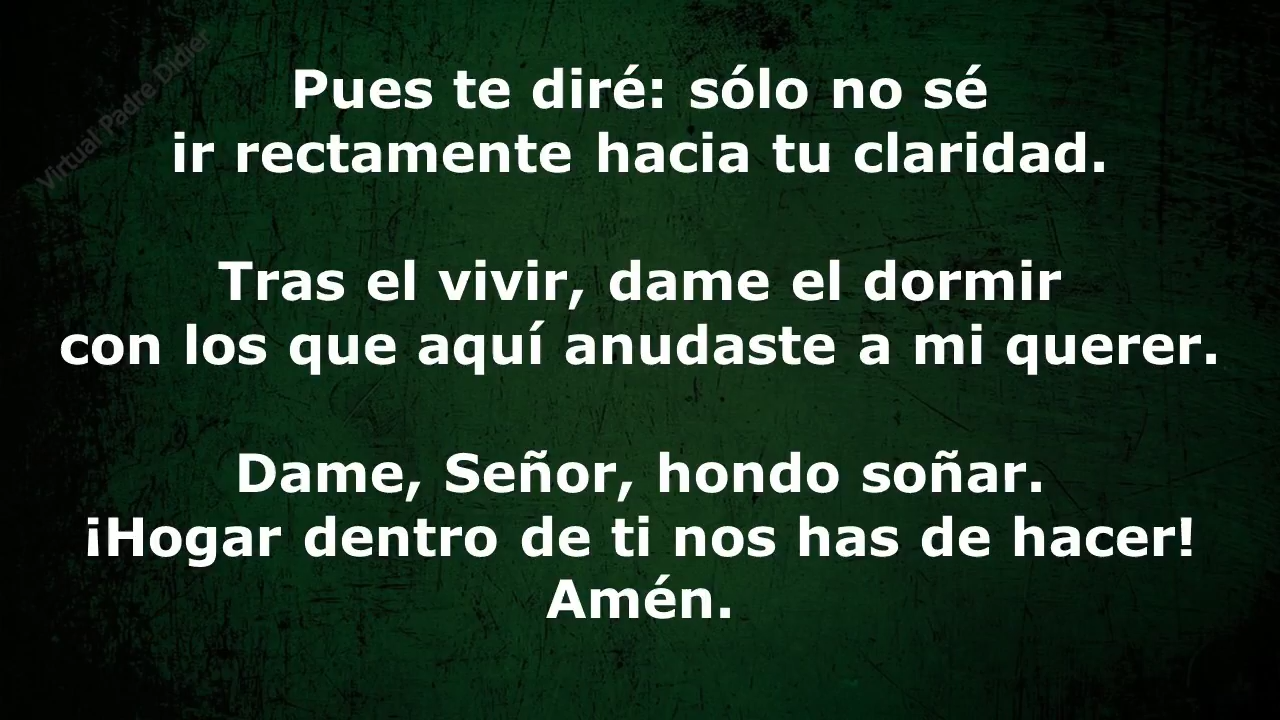 Virtual Padre Didier
Pues te diré: sólo no sé
ir rectamente hacia tu claridad.
Tras el vivir, dame el dormir
con los que aquí anudaste a mi querer.
Dame, Señor, hondo soñar.
¡Hogar dentro de ti nos has de hacer!
Amén.